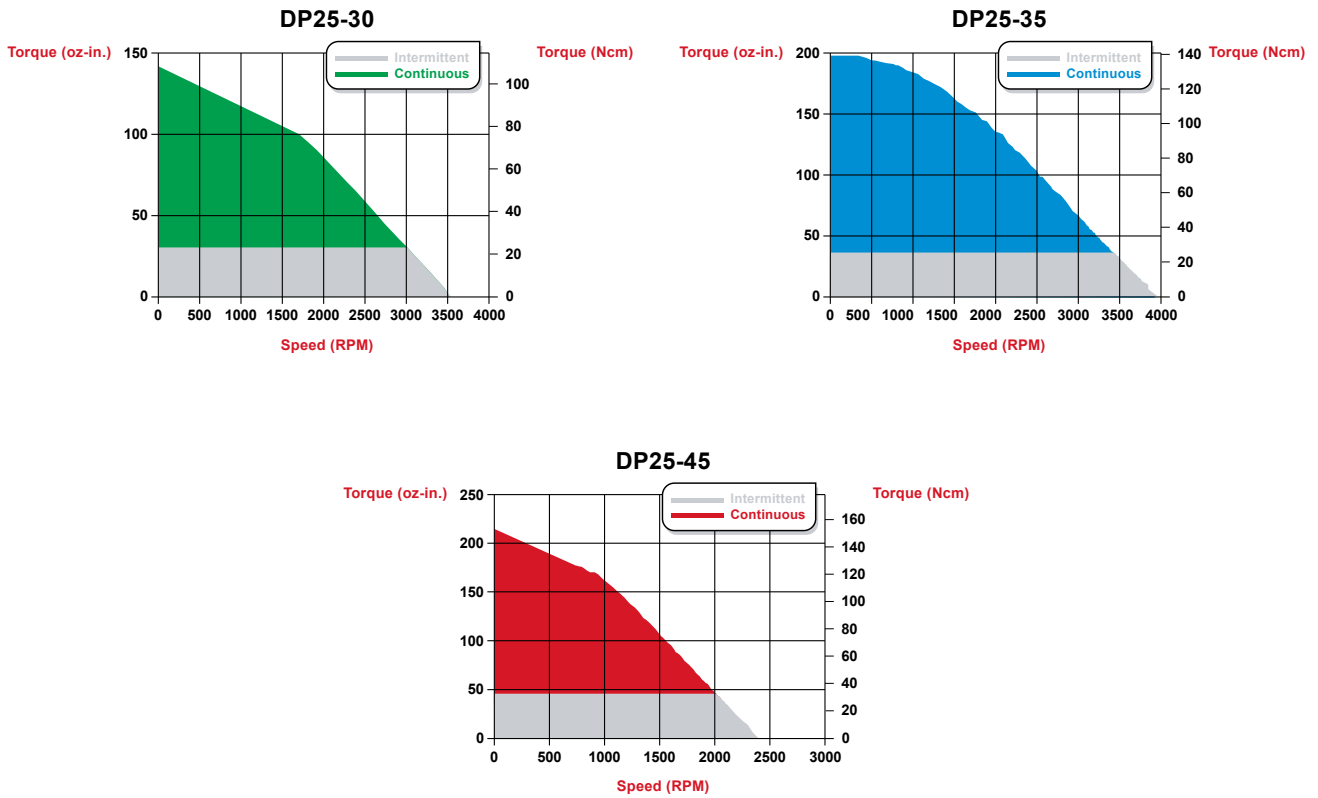 DP25-30
Torque (oz-in.)
Torque (Ncm)
Intermittent
Continuous
150
100
50
0
100
80
60
40
20
0
0 500 1000 1500 2000 2500 3000 3500 4000
Speed (RPM)
DP25-35
Torque (oz-in.)
Torque (Ncm)
Intermittent
Continuous
200
150
100
50
0
140
120
100
80
60
40
20
0
0 500 1000 1500 2000 2500 3000 3500 4000
Speed (RPM)
DP25-45
Torque (oz-in.)
Torque (Ncm)
Intermittent
Continuous
250
200
150
100
50
0
160
140
120
100
80
60
40
20
0
0 500 1000 1500 2000 2500 3000
Speed (RPM)